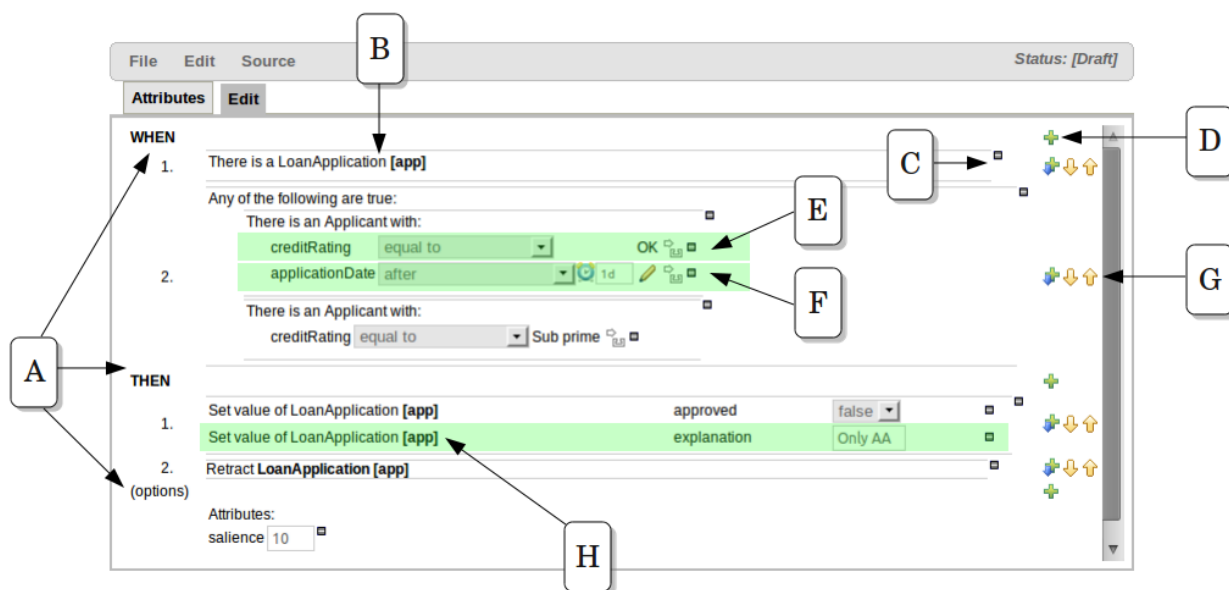 B
File Edit Source Status: [Draft]
Attributes Edit
WHEN
D
1. There is a LoanApplication [app]
C
Any of the following are true:
There is an Applicant with:
E
creditRating equal to OK
2. applicationDate after 1d
G
F
There is an Applicant with:
creditRating equal to Sub prime
A
THEN
Set value of LoanApplication [app] approved false
1.
Set value of LoanApplication [app] explanation Only AA
2. Retract LoanApplication [app]
(options)
Attributes:
salience 10
H